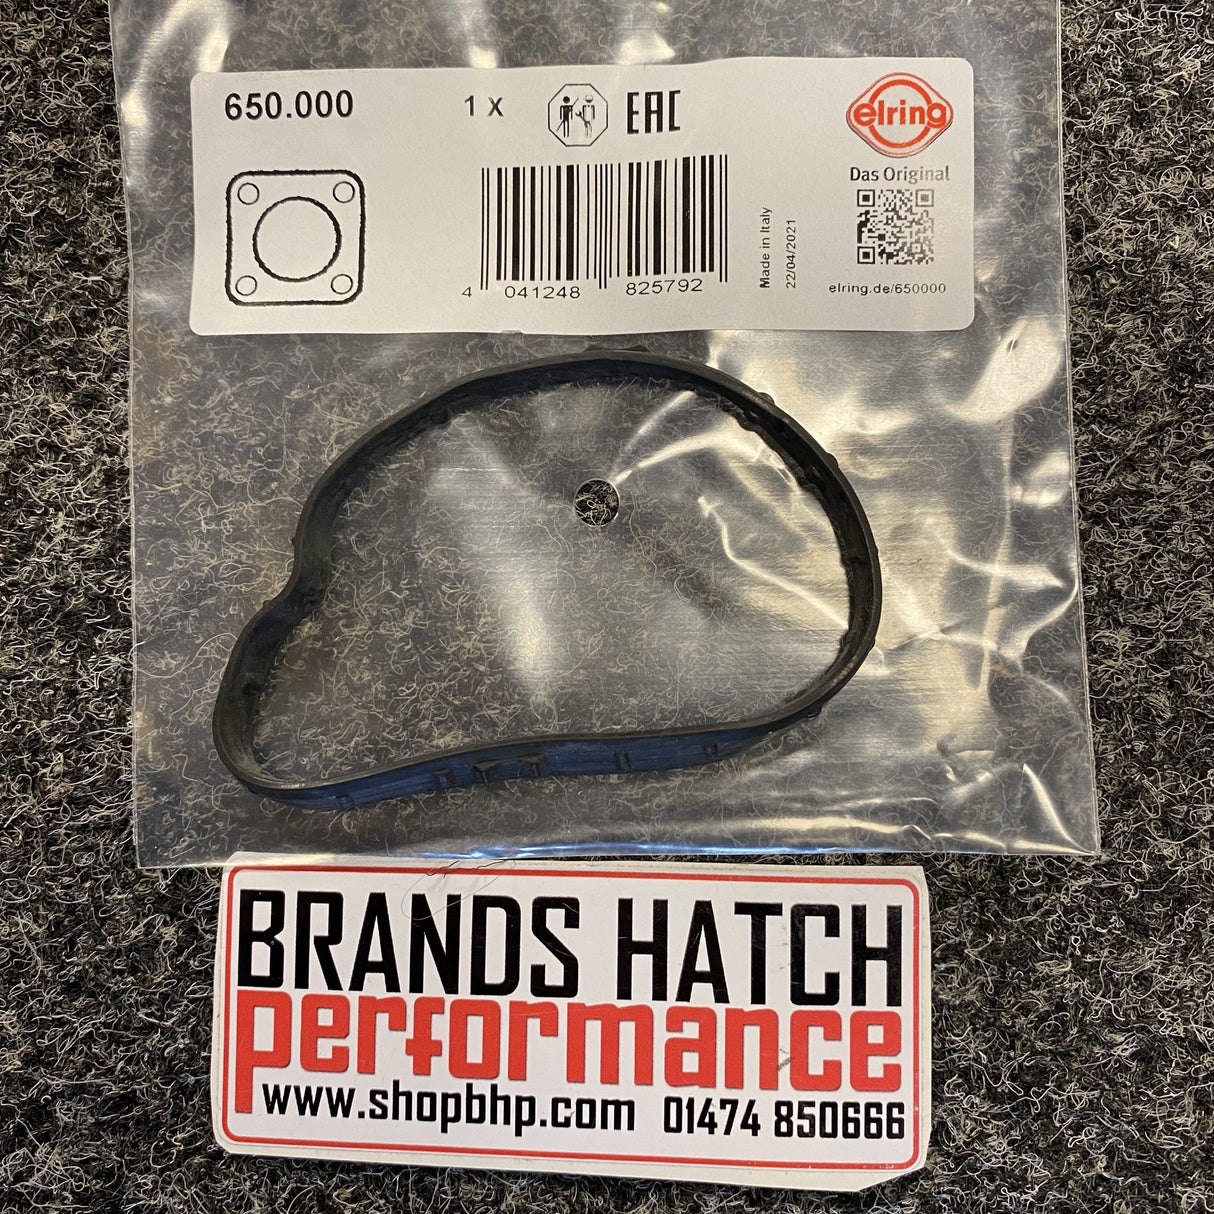 650.000
1 x
EAC
elring
Das Original
4 041248 825792
Made in Italy
22/04/2021
elring.de/650000
BRANDS HATCH
performance
www.shopbhp.com 01474 850666